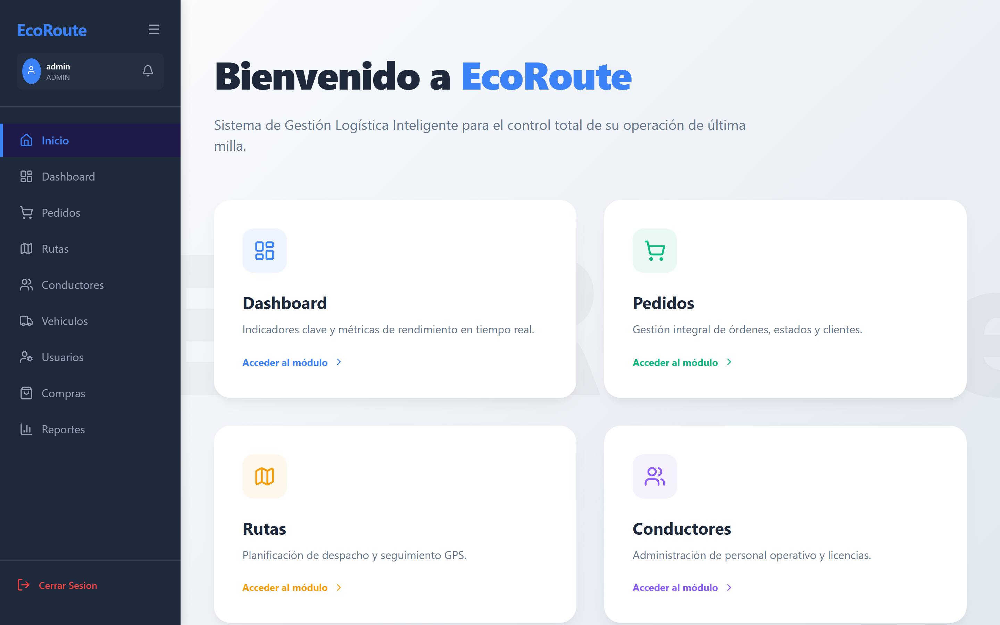 EcoRoute
admin
ADMIN
Inicio
Dashboard
Pedidos
Rutas
Conductores
Vehiculos
Usuarios
Compras
Reportes
Cerrar Sesion
Bienvenido a EcoRoute
Sistema de Gestión Logística Inteligente para el control total de su operación de última
milla.
Dashboard
Indicadores clave y métricas de rendimiento en tiempo real.
Acceder al módulo
Pedidos
Gestión integral de órdenes, estados y clientes.
Acceder al módulo
Rutas
Planificación de despacho y seguimiento GPS.
Acceder al módulo
Conductores
Administración de personal operativo y licencias.
Acceder al módulo